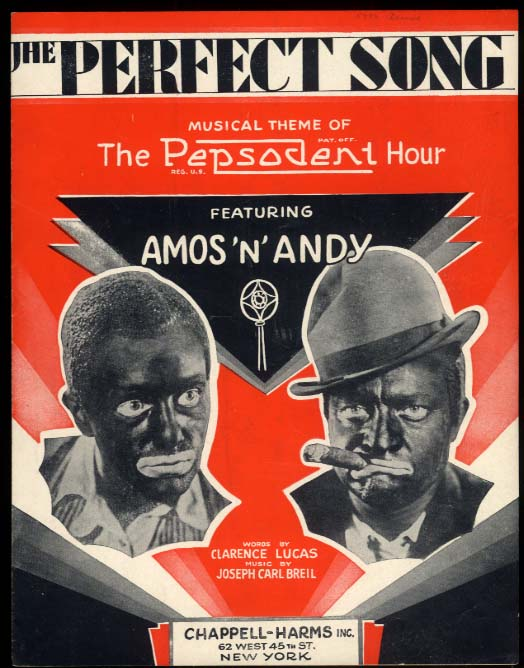 THE PERFECT SONG
MUSICAL THEME OF
The Pepsodent Hour
REG. U.S. PAT. OFF.
FEATURING
AMOS 'N' ANDY
WORDS BY
CLARENCE LUCAS
MUSIC BY
JOSEPH CARL BREIL
CHAPPELL-HARMS INC.
62 WEST 45TH ST.
NEW YORK